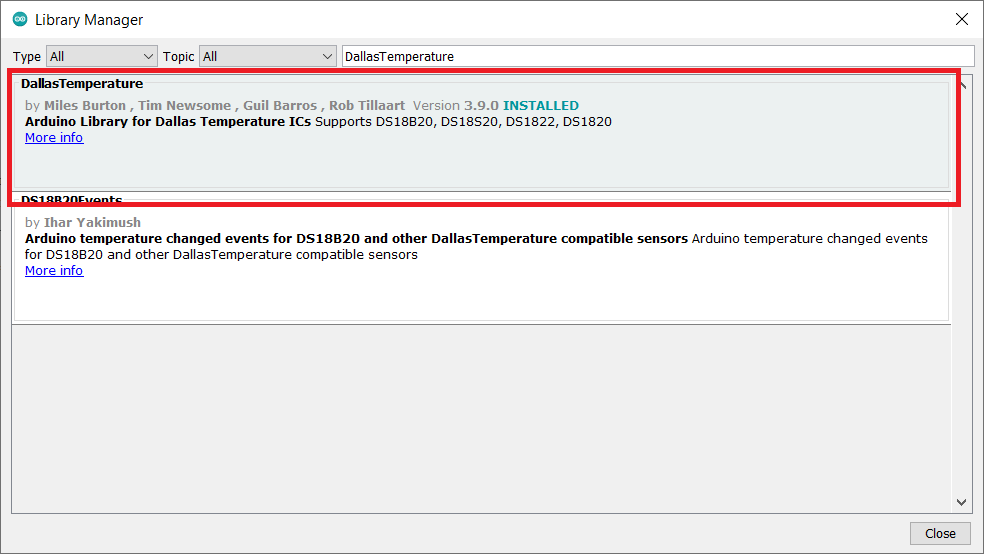 Library Manager
Type All Topic All DallasTemperature
DallasTemperature
by Miles Burton , Tim Newsome , Guil Barros , Rob Tillaart Version 3.9.0 INSTALLED
Arduino Library for Dallas Temperature ICs Supports DS18B20, DS18S20, DS1822, DS1820
More info
DS18B20Events
by Ihar Yakimush
Arduino temperature changed events for DS18B20 and other DallasTemperature compatible sensors Arduino temperature changed events
for DS18B20 and other DallasTemperature compatible sensors
More info
Close